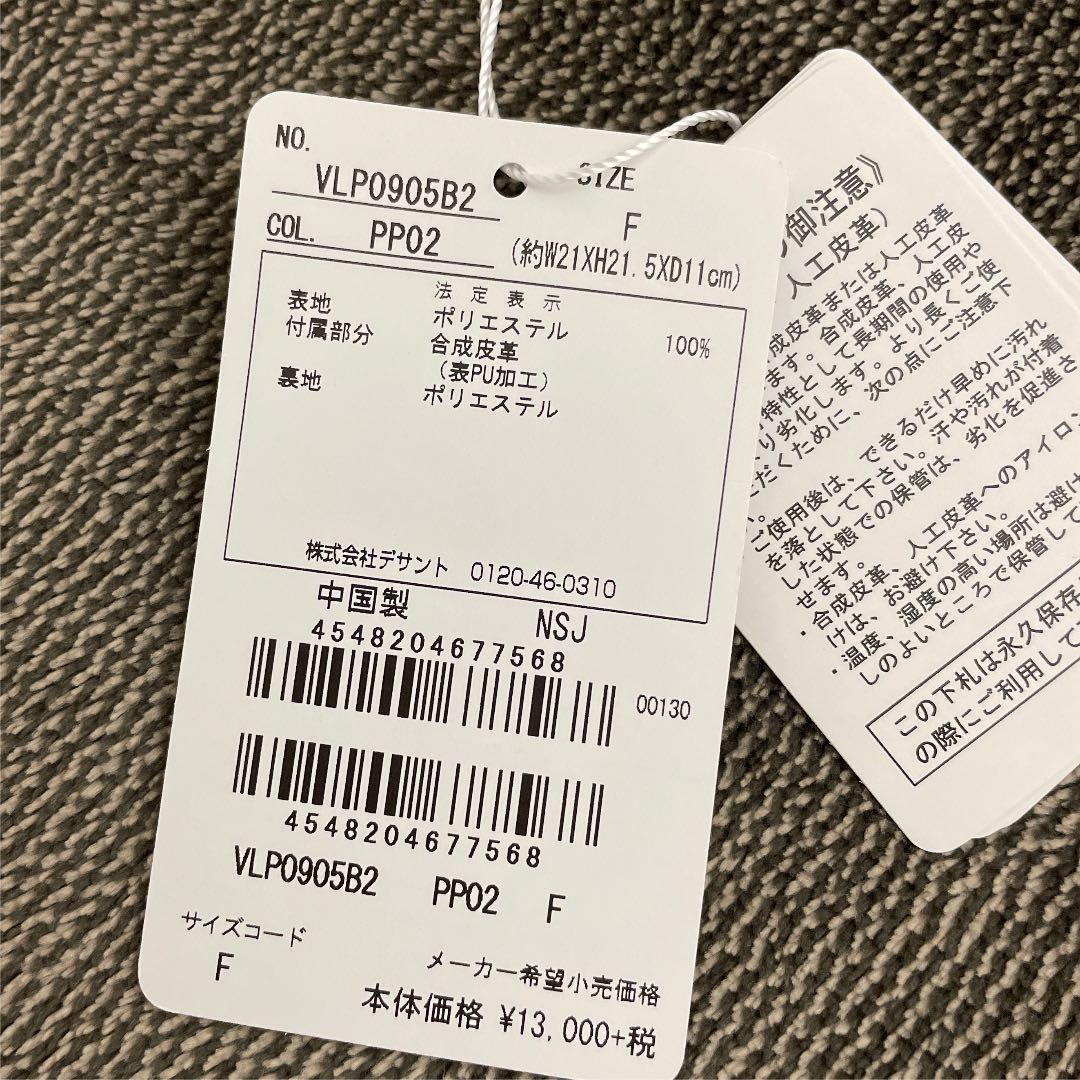 NO.
VLP0905B2
SIZE
F
COL. PP02
(約W21XH21.5XD11cm)
法定表示
表地 ポリエステル 100%
付属部分 合成皮革
(表PU加工)
裏地 ポリエステル
株式会社デサント 0120-46-0310
中国製 NSJ
4548204677568
00130
4548204677568
VLP0905B2 PP02 F
サイズコード
F
メーカー希望小売価格
本体価格 ¥13,000+税
御注意》
人工皮革)
成皮革または人工皮革
ます。合成皮革、人工皮
特性として長期間の使用や
り劣化します。より長くご使
だくために、次の点にご注意下
ご使用後は、できるだけ早めに汚れ
を落として下さい。汗や汚れが付着
した状態での保管は、劣化を促進さ
せます。
・合成皮革、人工皮革へのアイロ
けは、お避け下さい。
・温度、湿度の高い場所は避け
しのよいところで保管して
この下札は永久保存
の際にご利用して